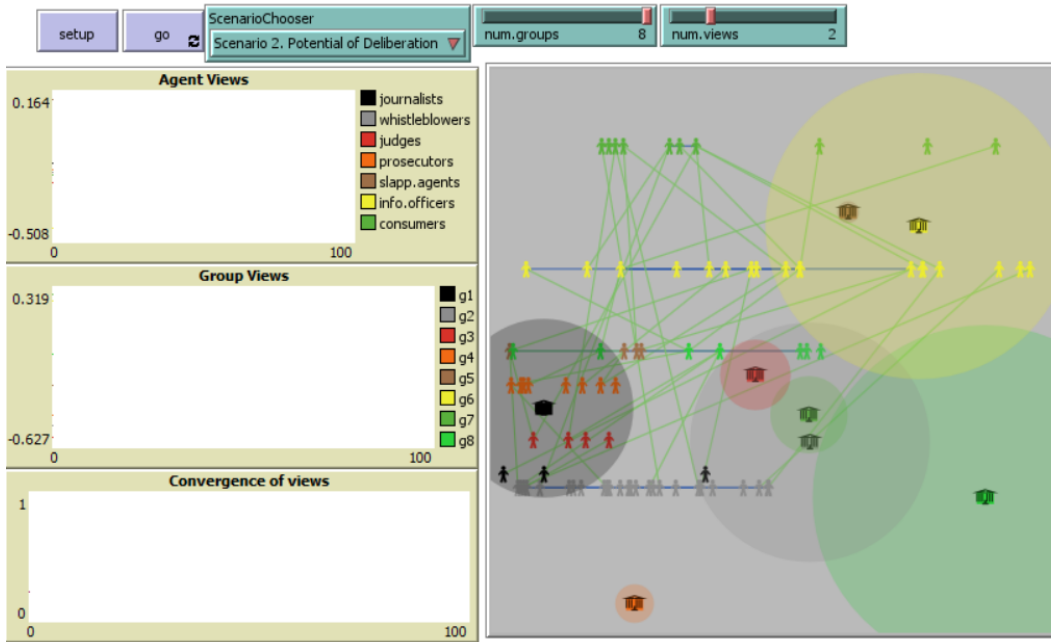 setup
go
ScenarioChooser
Scenario 2. Potential of Deliberation
num.groups 8
num.views 2
Agent Views
0.164
-0.508
0 100
journalists
whistleblowers
judges
prosecutors
slapp.agents
info.officers
consumers
Group Views
0.319
-0.627
0 100
g1
g2
g3
g4
g5
g6
g7
g8
Convergence of views
1
0
0 100